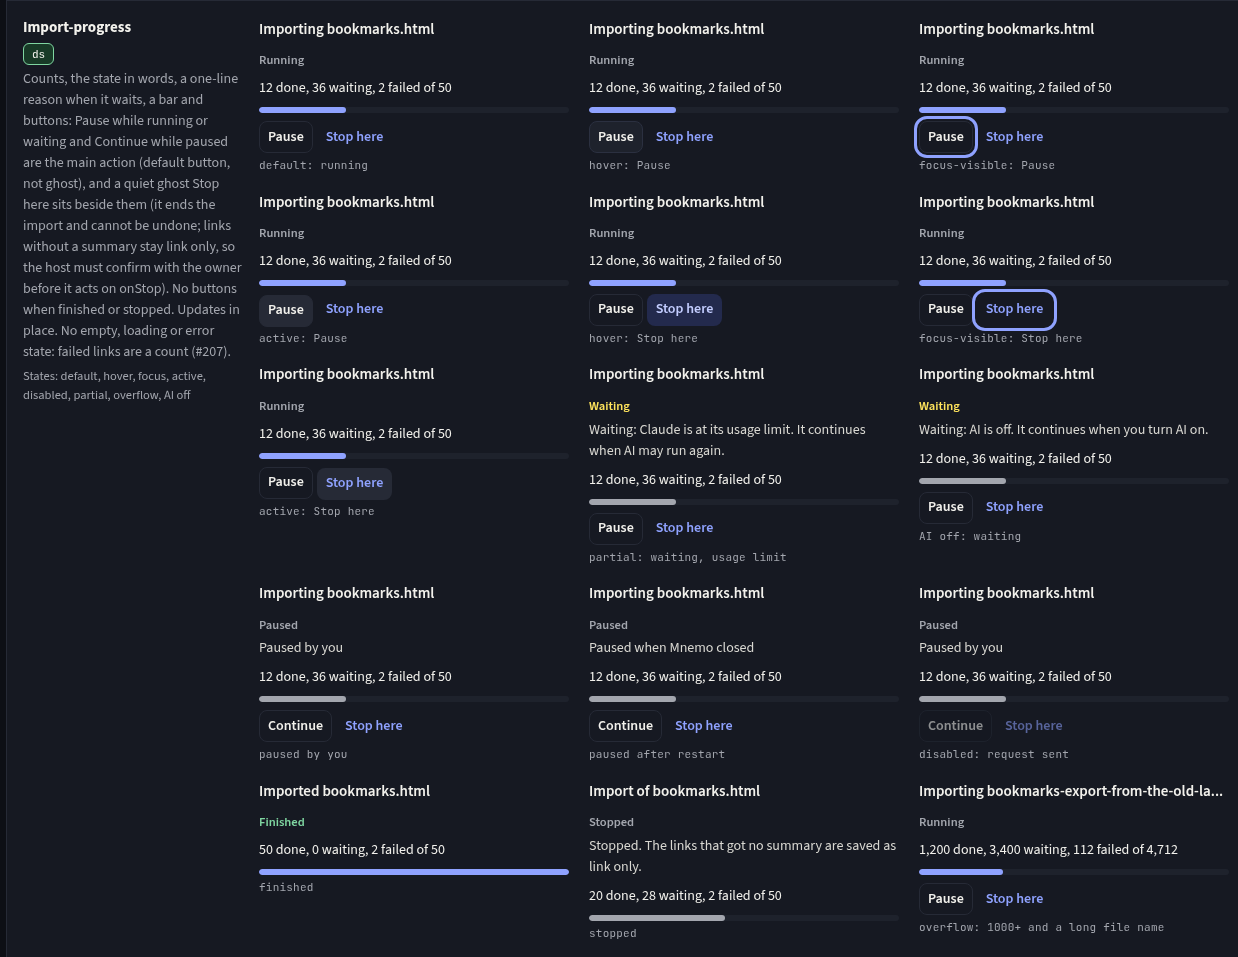 Import-progress
ds
Counts, the state in words, a one-line
reason when it waits, a bar and
buttons: Pause while running or
waiting and Continue while paused
are the main action (default button,
not ghost), and a quiet ghost Stop
here sits beside them (it ends the
import and cannot be undone; links
without a summary stay link only, so
the host must confirm with the owner
before it acts on onStop). No buttons
when finished or stopped. Updates in
place. No empty, loading or error
state: failed links are a count (#207).
States: default, hover, focus, active,
disabled, partial, overflow, AI off
Importing bookmarks.html
Running
12 done, 36 waiting, 2 failed of 50
Pause Stop here
default: running
Importing bookmarks.html
Running
12 done, 36 waiting, 2 failed of 50
Pause Stop here
hover: Pause
Importing bookmarks.html
Running
12 done, 36 waiting, 2 failed of 50
Pause Stop here
focus-visible: Pause
Importing bookmarks.html
Running
12 done, 36 waiting, 2 failed of 50
Pause Stop here
active: Pause
Importing bookmarks.html
Running
12 done, 36 waiting, 2 failed of 50
Pause Stop here
hover: Stop here
Importing bookmarks.html
Running
12 done, 36 waiting, 2 failed of 50
Pause Stop here
focus-visible: Stop here
Importing bookmarks.html
Running
12 done, 36 waiting, 2 failed of 50
Pause Stop here
active: Stop here
Importing bookmarks.html
Waiting
Waiting: Claude is at its usage limit. It continues
when AI may run again.
12 done, 36 waiting, 2 failed of 50
Pause Stop here
partial: waiting, usage limit
Importing bookmarks.html
Waiting
Waiting: AI is off. It continues when you turn AI on.
12 done, 36 waiting, 2 failed of 50
Pause Stop here
AI off: waiting
Importing bookmarks.html
Paused
Paused by you
12 done, 36 waiting, 2 failed of 50
Continue Stop here
paused by you
Importing bookmarks.html
Paused
Paused when Mnemo closed
12 done, 36 waiting, 2 failed of 50
Continue Stop here
paused after restart
Importing bookmarks.html
Paused
Paused by you
12 done, 36 waiting, 2 failed of 50
Continue Stop here
disabled: request sent
Imported bookmarks.html
Finished
50 done, 0 waiting, 2 failed of 50
finished
Import of bookmarks.html
Stopped
Stopped. The links that got no summary are saved as
link only.
20 done, 28 waiting, 2 failed of 50
stopped
Importing bookmarks-export-from-the-old-la...
Running
1,200 done, 3,400 waiting, 112 failed of 4,712
Pause Stop here
overflow: 1000+ and a long file name